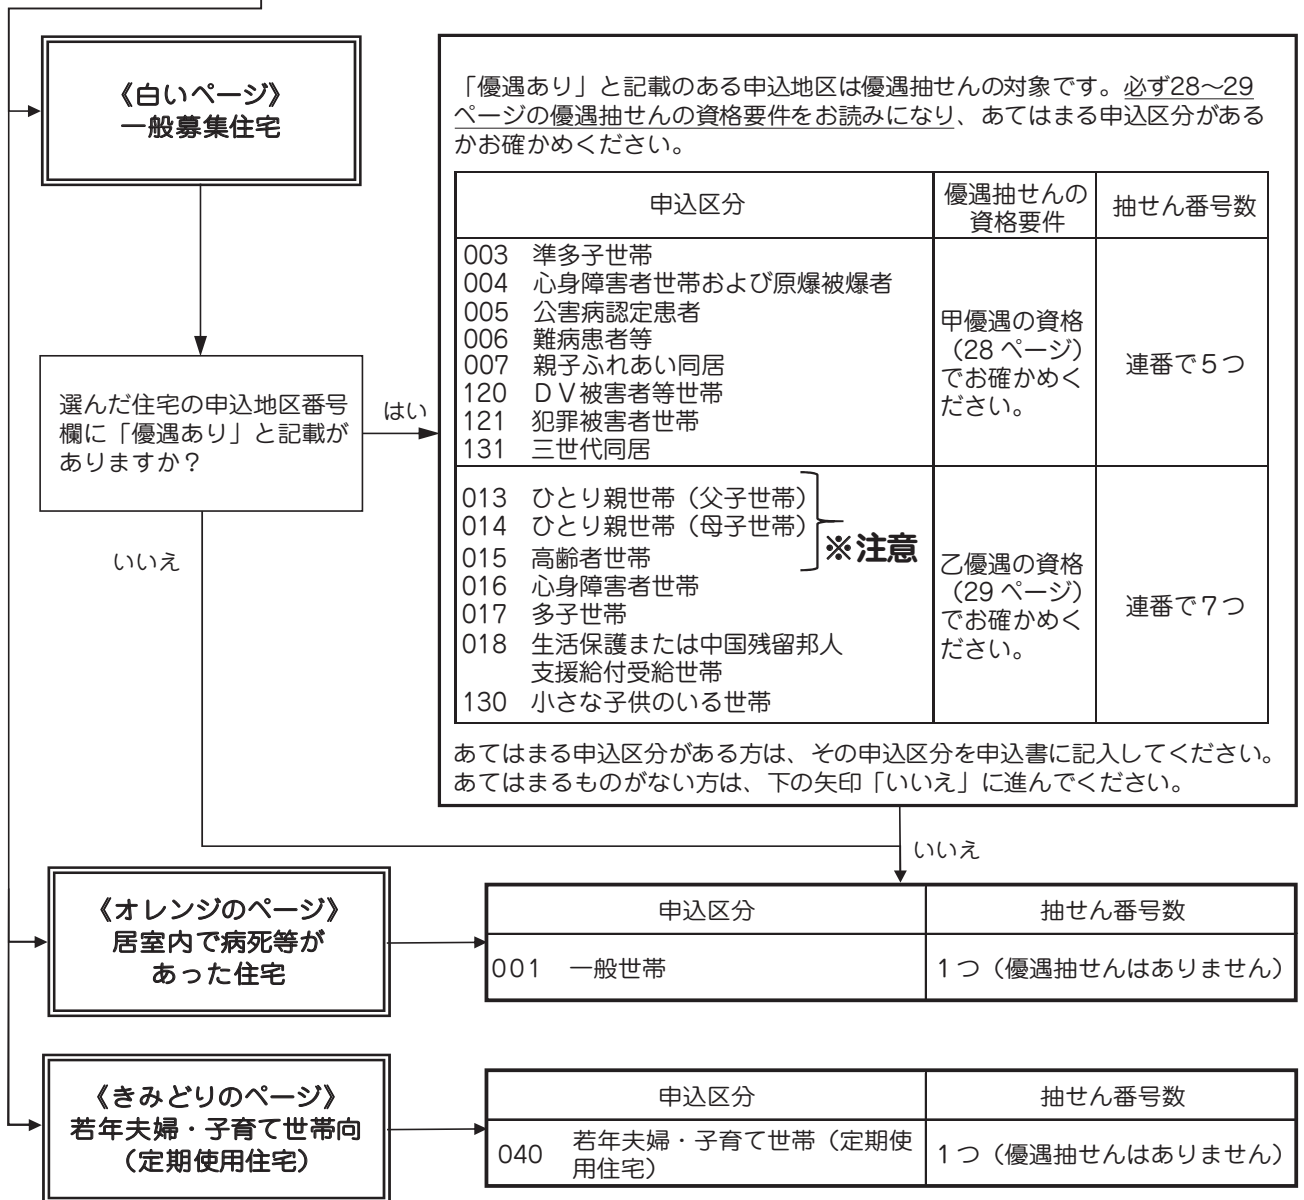 《白いページ》
一般募集住宅
「優遇あり」と記載のある申込地区は優遇抽せんの対象です。必ず28～29
ページの優遇抽せんの資格要件をお読みになり、あてはまる申込区分がある
かお確かめください。
申込区分
優遇抽せんの
資格要件
抽せん番号数
003 準多子世帯
004 心身障害者世帯および原爆被爆者
005 公害病認定患者
006 難病患者等
007 親子ふれあい同居
120 ＤＶ被害者等世帯
121 犯罪被害者世帯
131 三世代同居
甲優遇の資格
（28 ページ）
でお確かめく
ださい。
連番で５つ
013 ひとり親世帯（父子世帯）
014 ひとり親世帯（母子世帯）
015 高齢者世帯
※注意
016 心身障害者世帯
017 多子世帯
018 生活保護または中国残留邦人
支援給付受給世帯
130 小さな子供のいる世帯
乙優遇の資格
（29 ページ）
でお確かめく
ださい。
連番で７つ
あてはまる申込区分がある方は、その申込区分を申込書に記入してください。
あてはまるものがない方は、下の矢印「いいえ」に進んでください。
選んだ住宅の申込地区番号
欄に「優遇あり」と記載が
ありますか？
はい
いいえ
いいえ
《オレンジのページ》
居室内で病死等が
あった住宅
申込区分
抽せん番号数
001 一般世帯
１つ（優遇抽せんはありません）
《きみどりのページ》
若年夫婦・子育て世帯向
（定期使用住宅）
申込区分
抽せん番号数
040 若年夫婦・子育て世帯（定期使
用住宅）
１つ（優遇抽せんはありません）